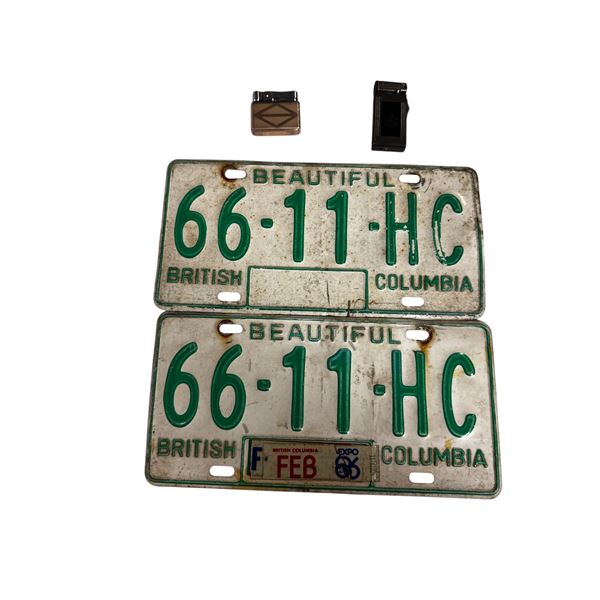 BEAUTIFUL
66-11-HC
BRITISH COLUMBIA
BEAUTIFUL
66-11-HC
BRITISH COLUMBIA
BRITISH COLUMBIA EXPO
F FEB 86